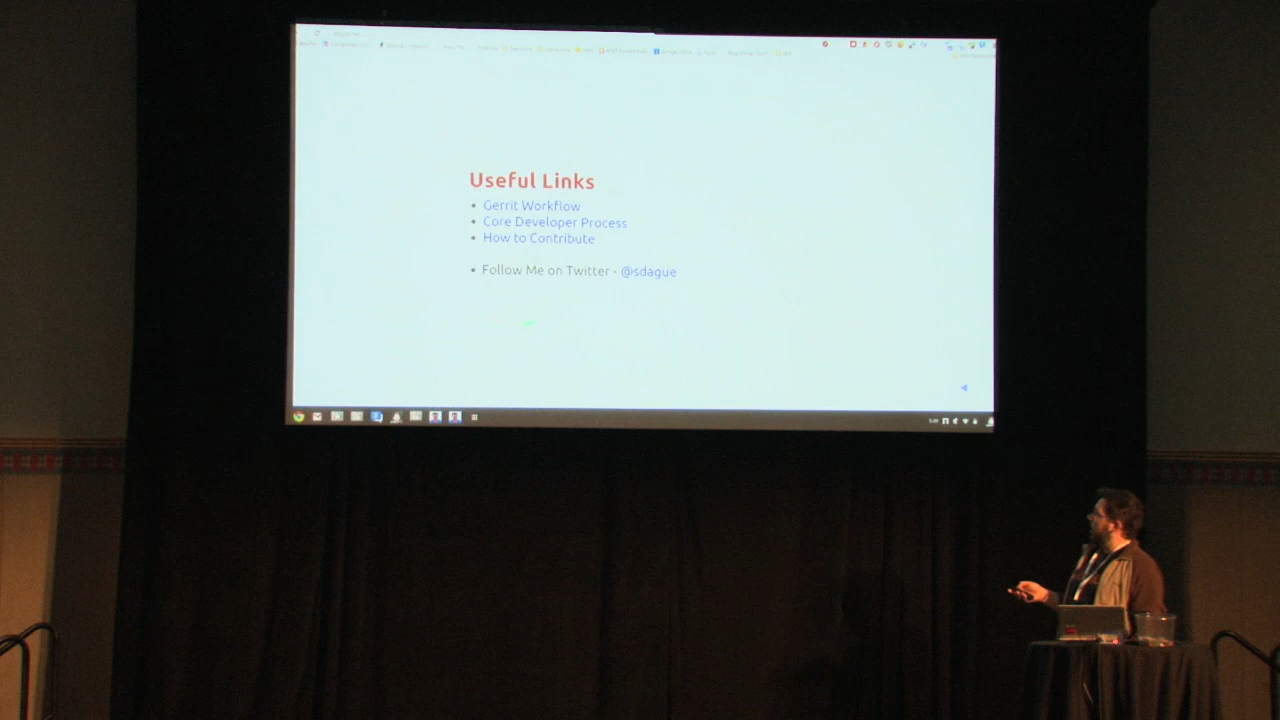 Useful Links
• Gerrit Workflow
• Core Developer Process
• How to Contribute
• Follow Me on Twitter - @sdague